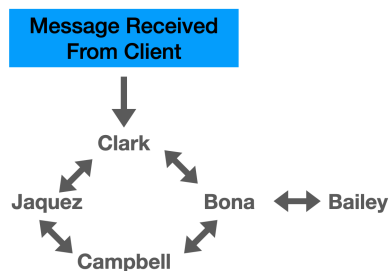 Message Received
From Client
Clark
Jaquez
Bona
Bailey
Campbell